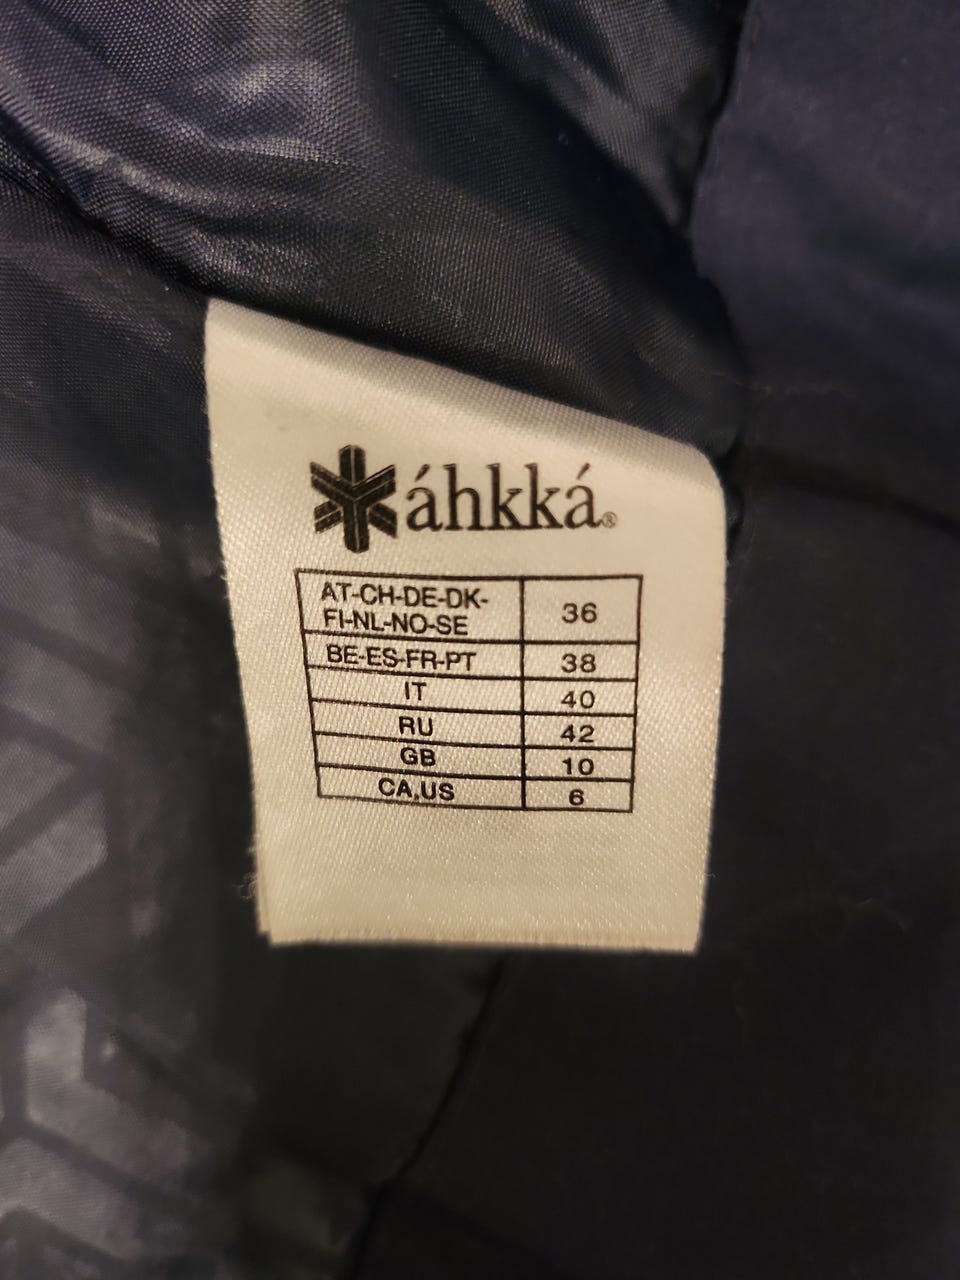 áhkká®
AT-CH-DE-DK-
FI-NL-NO-SE 36
BE-ES-FR-PT 38
IT 40
RU 42
GB 10
CA.US 6